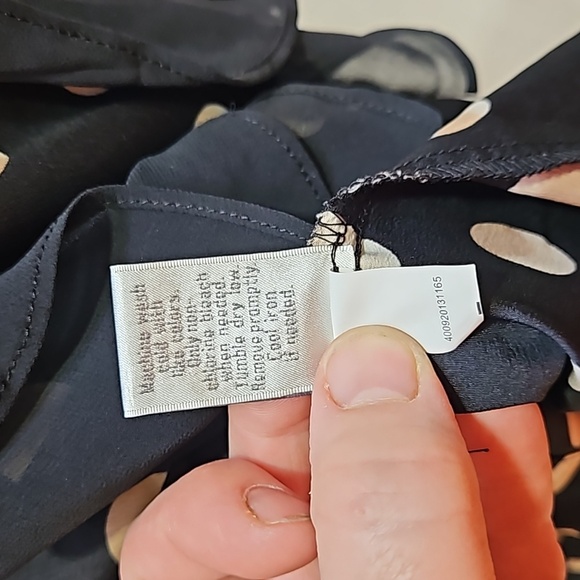 Machine wash
cold with
like colors.
Only non-
chlorine bleach
when needed.
Tumble dry low.
Remove promptly
Cool iron
if needed.
400920131165